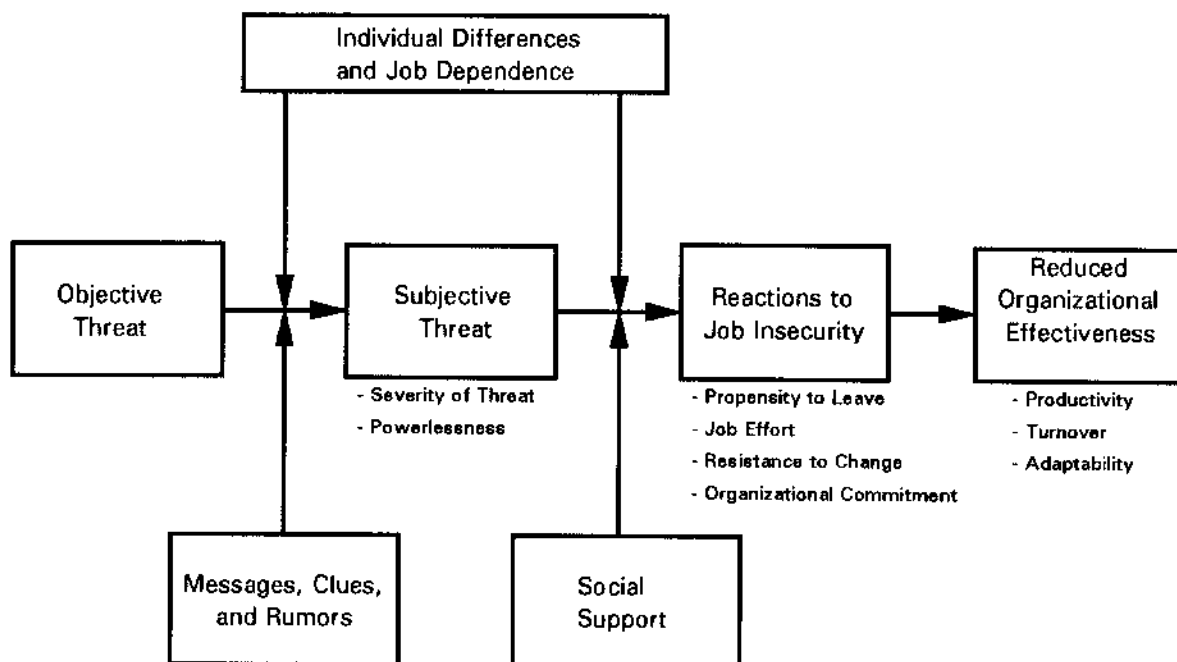 Individual Differences
and Job Dependence
Objective
Threat
Subjective
Threat
- Severity of Threat
- Powerlessness
Reactions to
Job Insecurity
- Propensity to Leave
- Job Effort
- Resistance to Change
- Organizational Commitment
Reduced
Organizational
Effectiveness
- Productivity
- Turnover
- Adaptability
Messages, Clues,
and Rumors
Social
Support